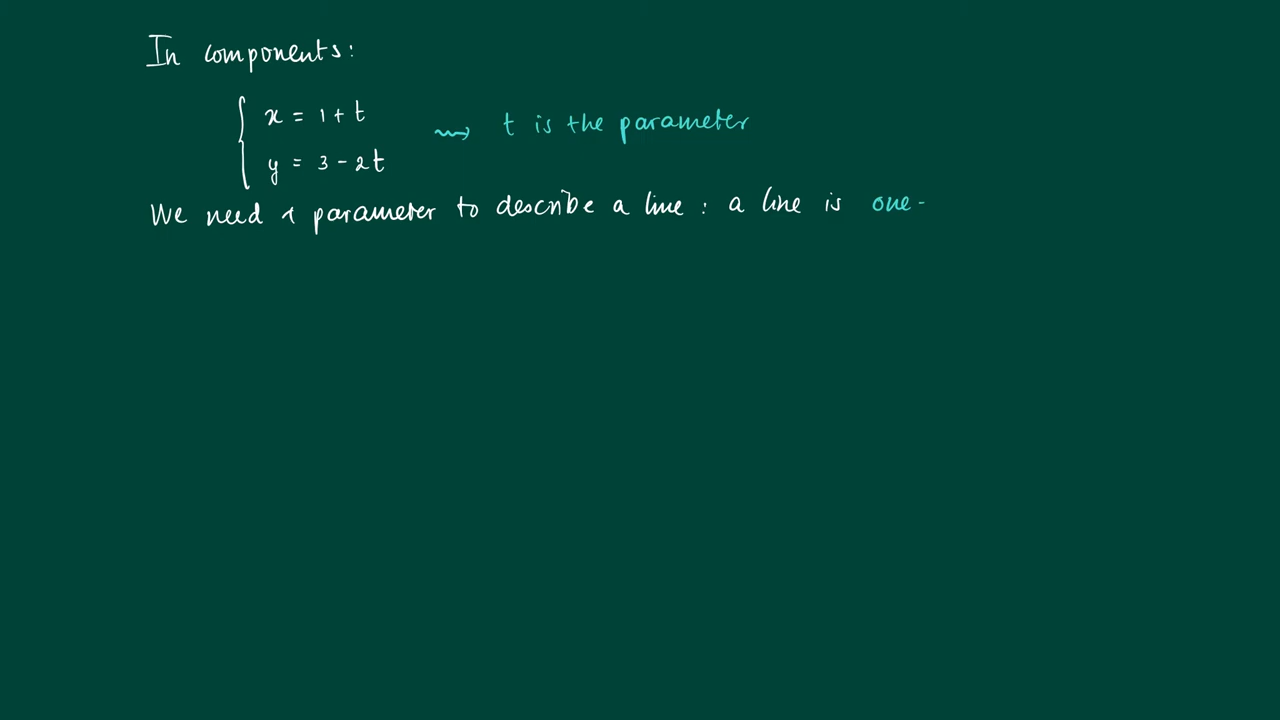 In components:
x = 1 + t
⇝ t is the parameter
y = 3 - 2t
We need 1 parameter to describe a line : a line is one-